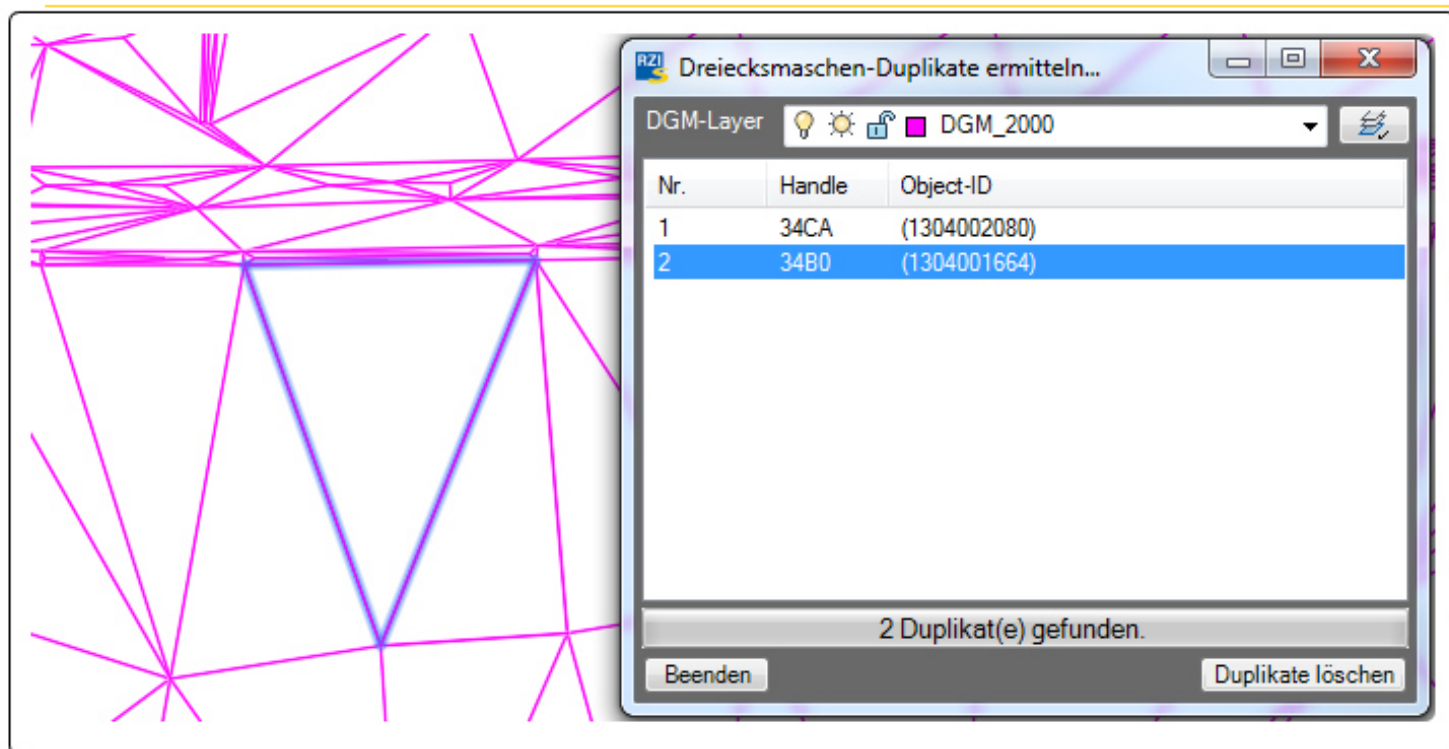 RZI
Dreiecksmaschen-Duplikate ermitteln...
DGM-Layer DGM_2000
Nr. Handle Object-ID
1 34CA (1304002080)
2 34B0 (1304001664)
2 Duplikat(e) gefunden.
Beenden Duplikate löschen